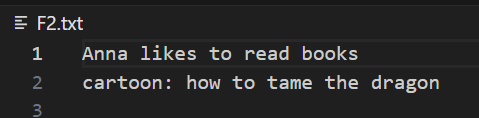 F2.txt
1 Anna likes to read books
2 cartoon: how to tame the dragon
3